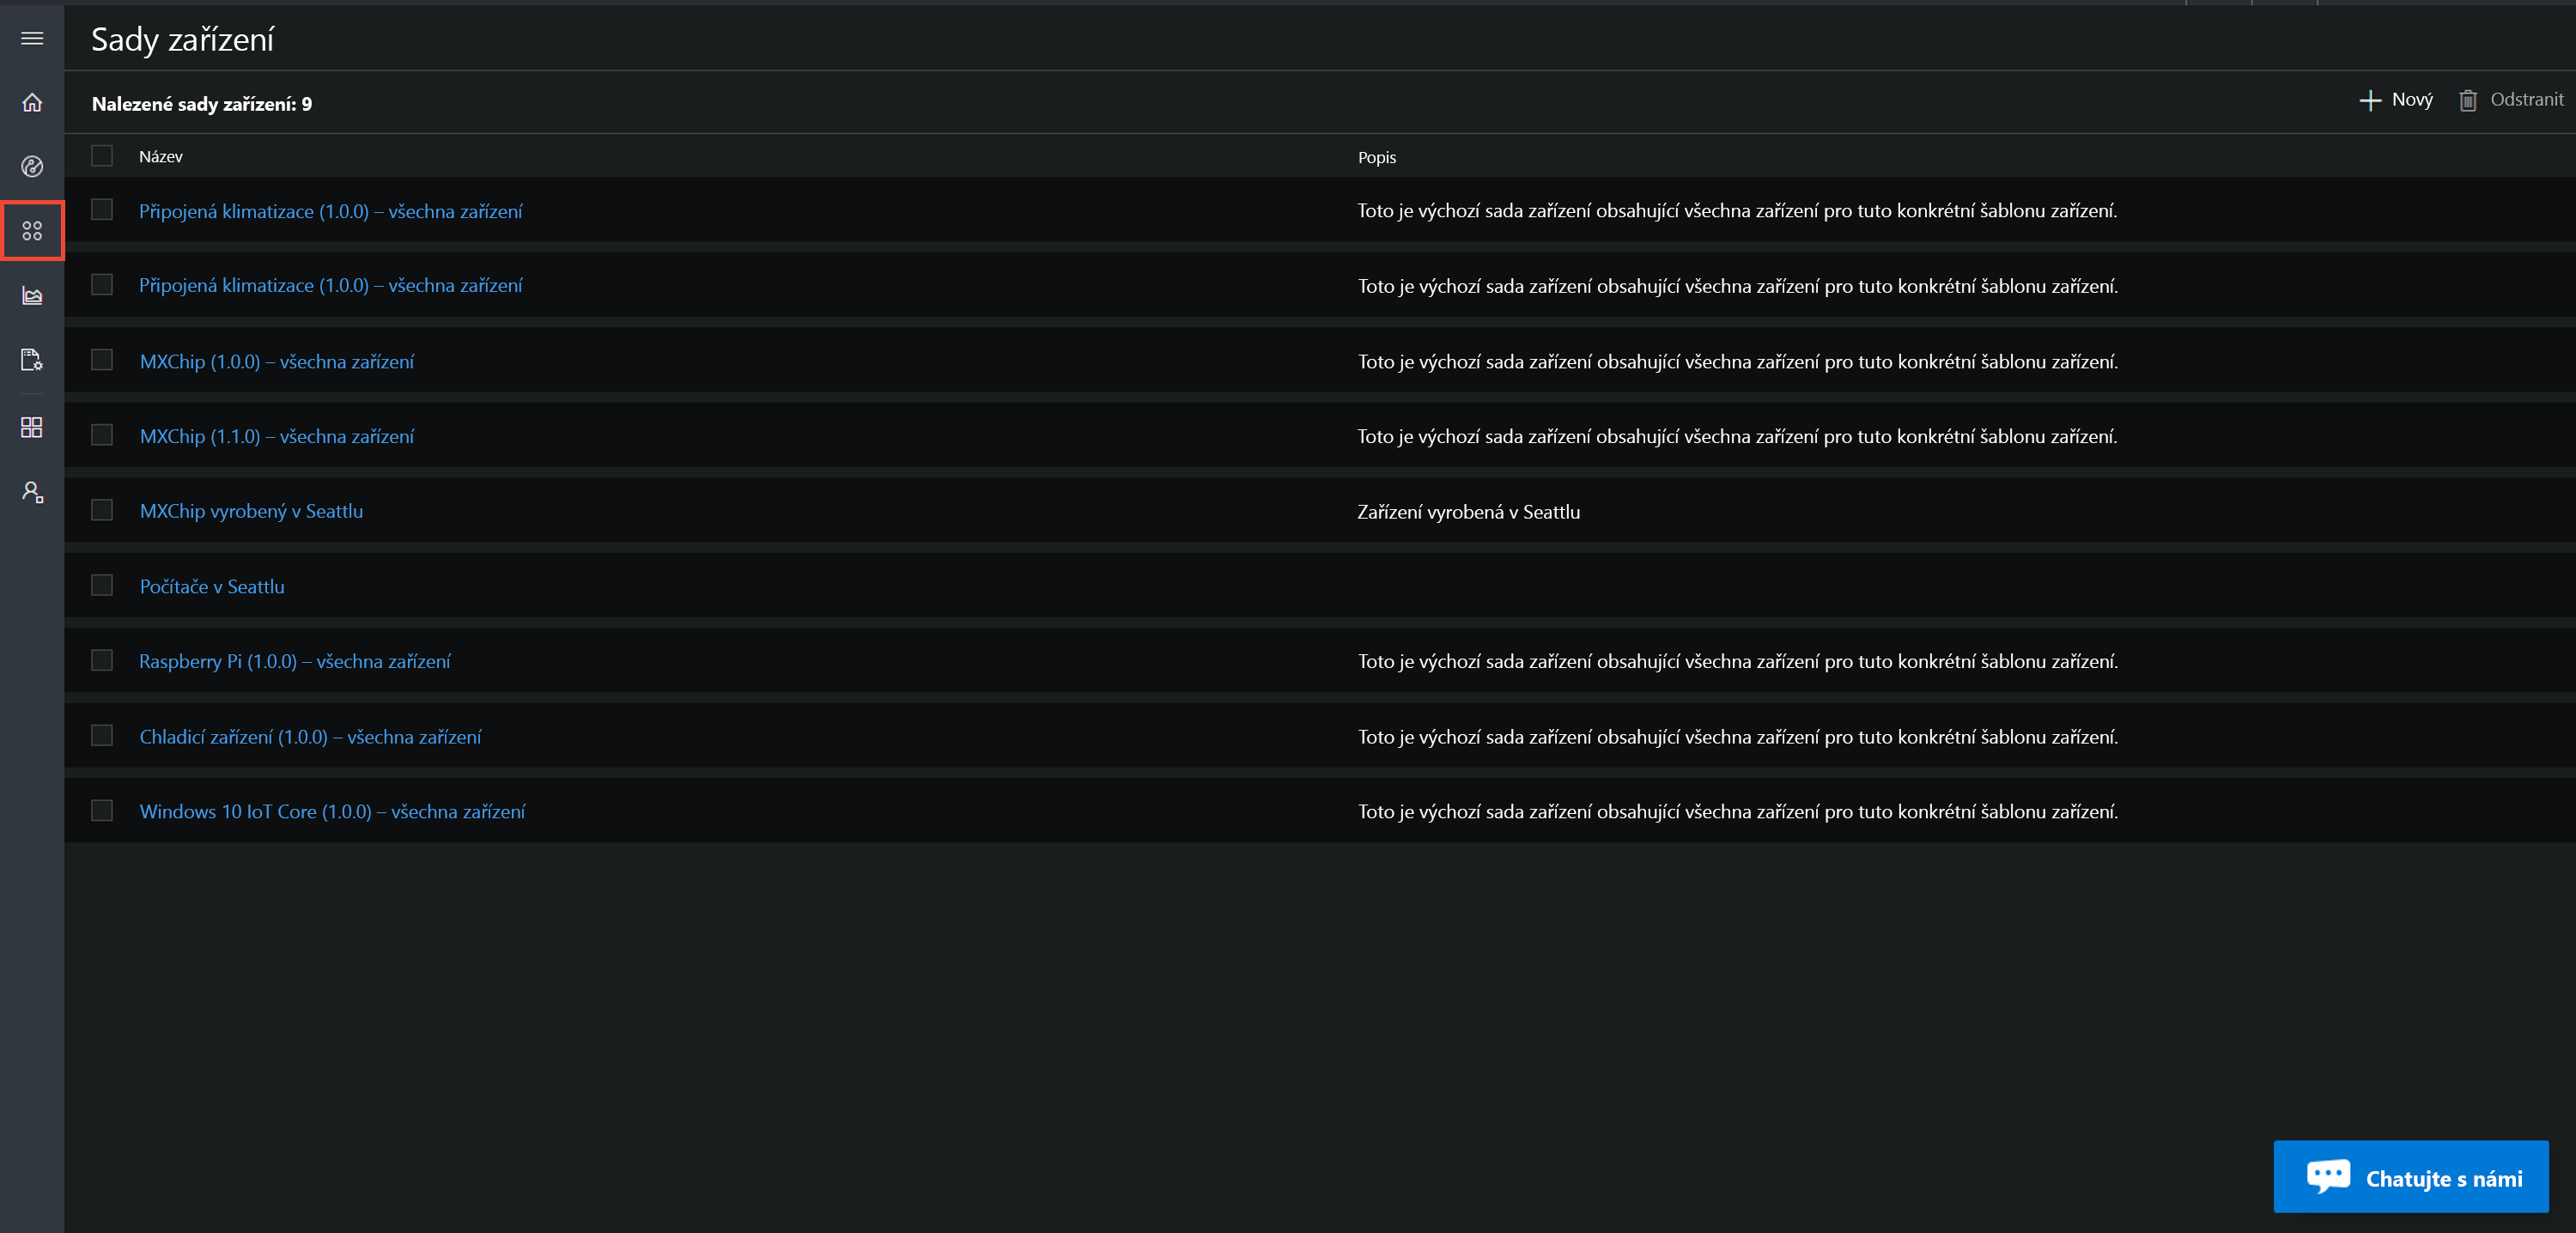 Sady zařízení
Nalezené sady zařízení: 9
Nový
Odstranit
Název
Popis
Připojená klimatizace (1.0.0) – všechna zařízení
Toto je výchozí sada zařízení obsahující všechna zařízení pro tuto konkrétní šablonu zařízení.
Připojená klimatizace (1.0.0) – všechna zařízení
Toto je výchozí sada zařízení obsahující všechna zařízení pro tuto konkrétní šablonu zařízení.
MXChip (1.0.0) – všechna zařízení
Toto je výchozí sada zařízení obsahující všechna zařízení pro tuto konkrétní šablonu zařízení.
MXChip (1.1.0) – všechna zařízení
Toto je výchozí sada zařízení obsahující všechna zařízení pro tuto konkrétní šablonu zařízení.
MXChip vyrobený v Seattlu
Zařízení vyrobená v Seattlu
Počítače v Seattlu
Raspberry Pi (1.0.0) – všechna zařízení
Toto je výchozí sada zařízení obsahující všechna zařízení pro tuto konkrétní šablonu zařízení.
Chladicí zařízení (1.0.0) – všechna zařízení
Toto je výchozí sada zařízení obsahující všechna zařízení pro tuto konkrétní šablonu zařízení.
Windows 10 IoT Core (1.0.0) – všechna zařízení
Toto je výchozí sada zařízení obsahující všechna zařízení pro tuto konkrétní šablonu zařízení.
Chatujte s námi